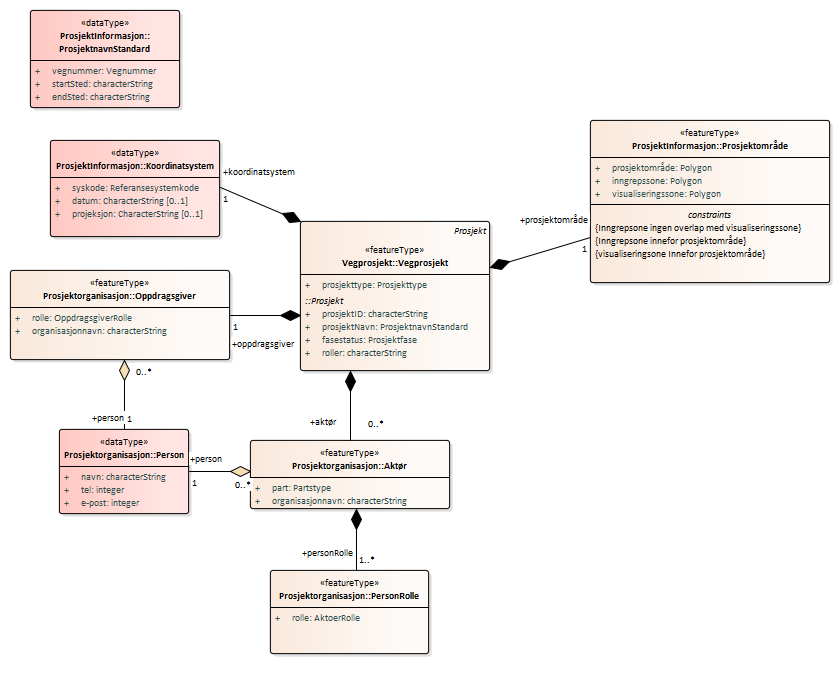 «dataType»
ProsjektInformasjon::
ProsjektnavnStandard
+ vegnummer: Vegnummer
+ startSted: characterString
+ endSted: characterString
«dataType»
ProsjektInformasjon::Koordinatsystem
+ syskode: Referansesystemkode
+ datum: CharacterString [0..1]
+ projeksjon: CharacterString [0..1]
+koordinatsystem
1
«featureType»
ProsjektInformasjon::Prosjektområde
+ prosjektområde: Polygon
+ inngrepssone: Polygon
+ visualiseringssone: Polygon
constraints
{Inngrepsone ingen overlap med visualiseringssone}
{Inngrepsone innefor prosjektområde}
{visualiseringsone Innefor prosjektområde}
+prosjektområde
1
Prosjekt
«featureType»
Vegprosjekt::Vegprosjekt
+ prosjekttype: Prosjekttype
::Prosjekt
+ prosjektID: characterString
+ prosjektNavn: ProsjektnavnStandard
+ fasestatus: Prosjektfase
+ roller: characterString
«featureType»
Prosjektorganisasjon::Oppdragsgiver
+ rolle: OppdragsgiverRolle
+ organisasjonnavn: characterString
1
+oppdragsgiver
0..*
+person 1
+aktør
0..*
«dataType»
Prosjektorganisasjon::Person
+ navn: characterString
+ tel: integer
+ e-post: integer
+person
1
0..*
«featureType»
Prosjektorganisasjon::Aktør
+ part: Partstype
+ organisasjonnavn: characterString
+personRolle
1..*
«featureType»
Prosjektorganisasjon::PersonRolle
+ rolle: AktoerRolle